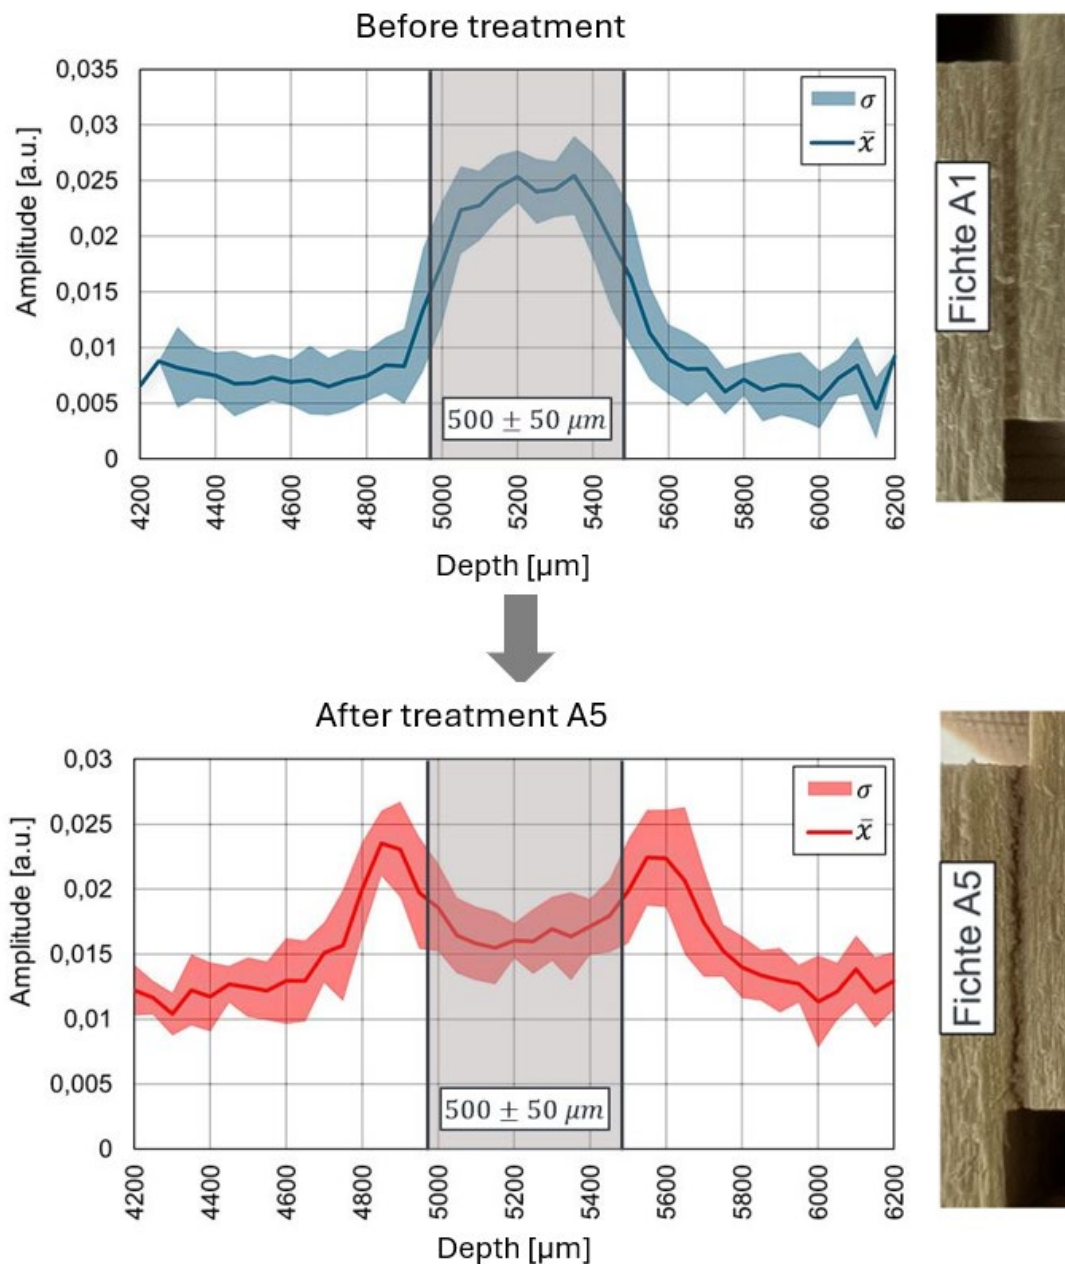 Before treatment
Amplitude [a.u.]
0,035
0,03
0,025
0,02
0,015
0,01
0,005
0
σ
x̄
500 ± 50 μm
4200
4400
4600
4800
5000
5200
5400
5600
5800
6000
6200
Depth [µm]
Fichte A1
After treatment A5
Amplitude [a.u.]
0,03
0,025
0,02
0,015
0,01
0,005
0
σ
x̄
500 ± 50 μm
4200
4400
4600
4800
5000
5200
5400
5600
5800
6000
6200
Depth [µm]
Fichte A5